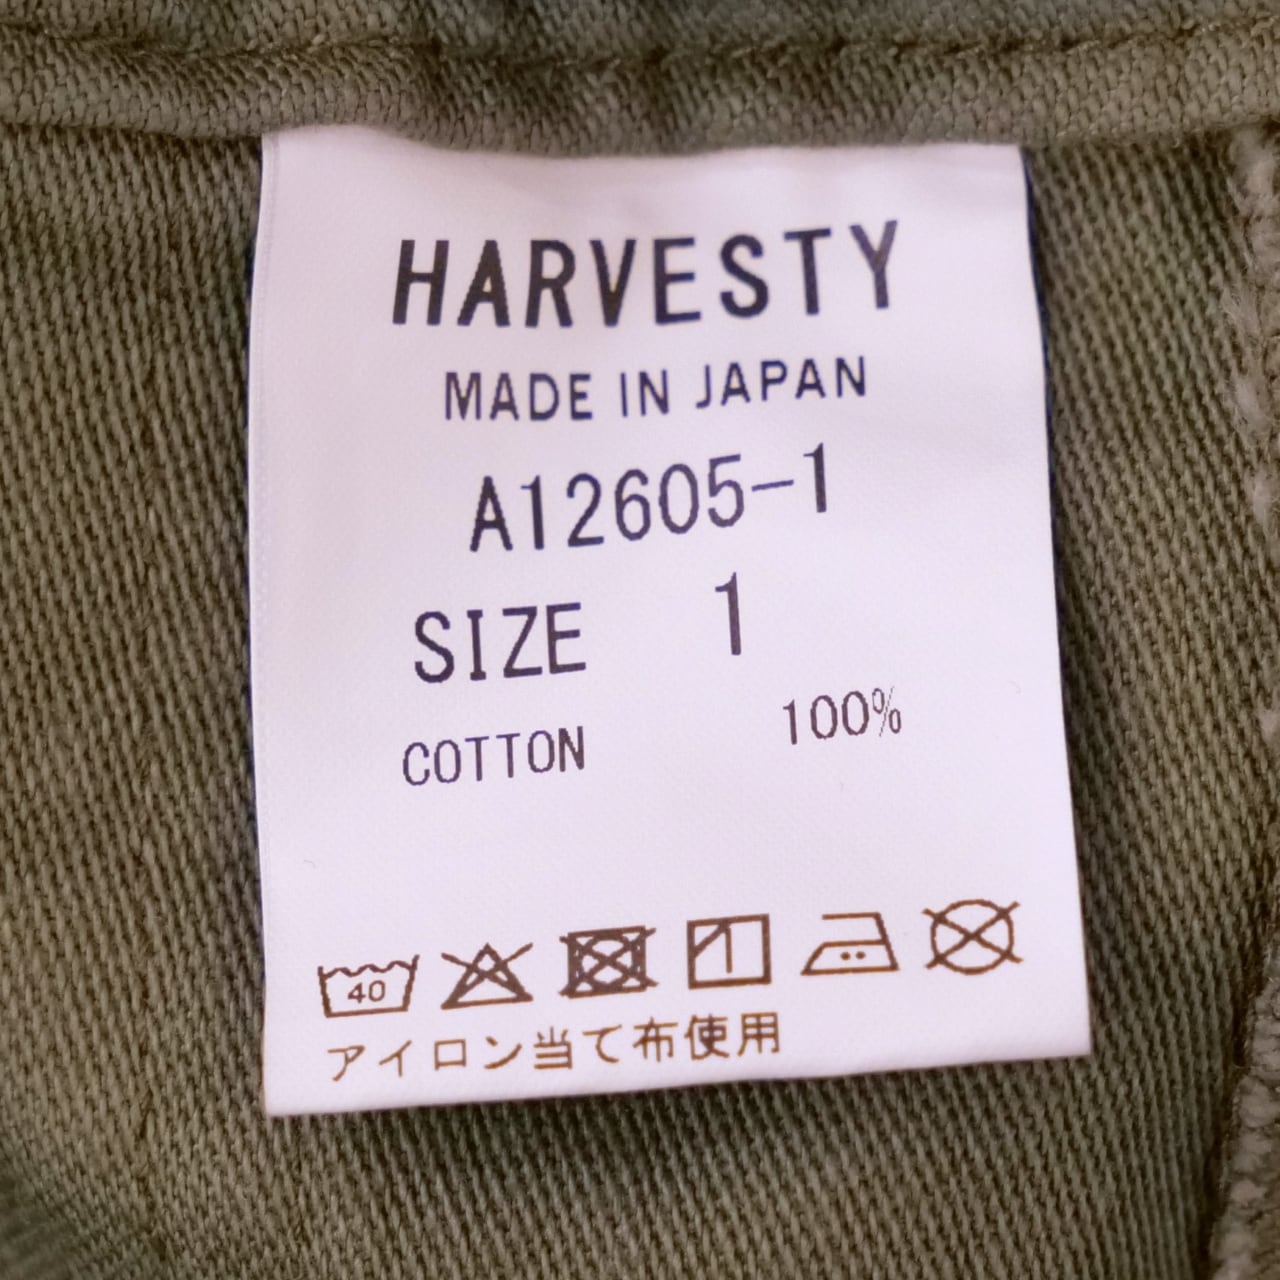 HARVESTY
MADE IN JAPAN
A12605-1
SIZE 1
COTTON 100%
40
アイロン当て布使用